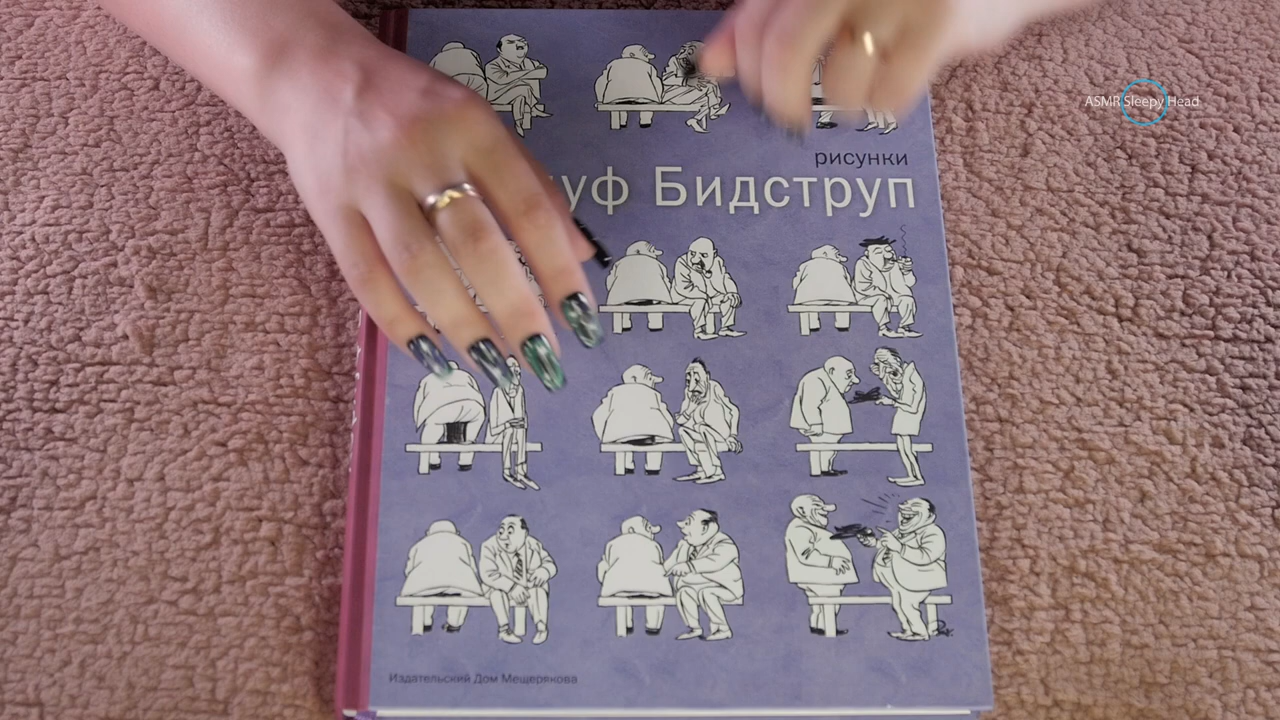 ASMR Sleepy Head
рисунки
уф Бидструп
Издательский Дом Мещерякова